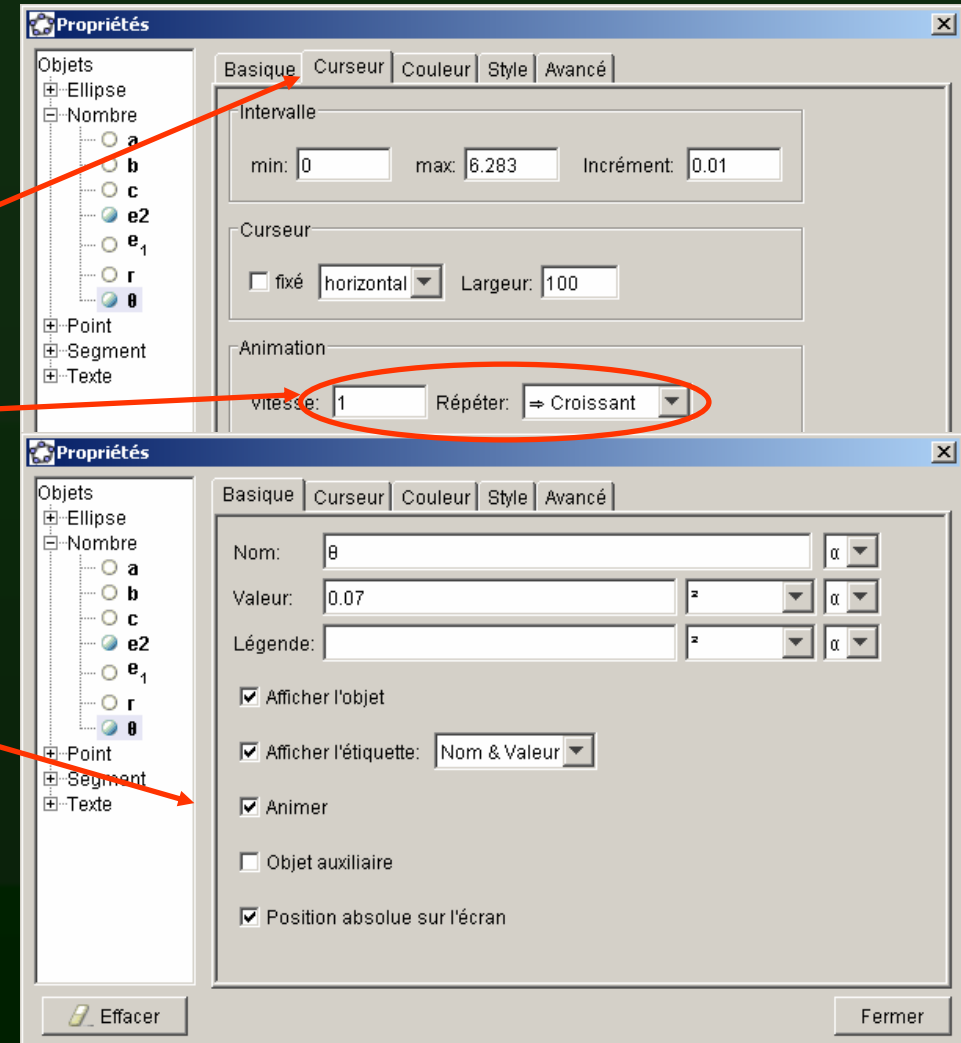 Propriétés
Objets
Ellipse
Nombre
a
b
c
e2
e1
r
θ
Point
Segment
Texte
Basique Curseur Couleur Style Avancé
Intervalle
min: 0 max: 6.283 Incrément: 0.01
Curseur
fixé horizontal Largeur: 100
Animation
Vitesse: 1 Répéter: ⇒ Croissant
Propriétés
Objets
Ellipse
Nombre
a
b
c
e2
e1
r
θ
Point
Segment
Texte
Basique Curseur Couleur Style Avancé
Nom: θ α
Valeur: 0.07 ² α
Légende: ² α
Afficher l'objet
Afficher l'étiquette: Nom & Valeur
Animer
Objet auxiliaire
Position absolue sur l'écran
Effacer Fermer